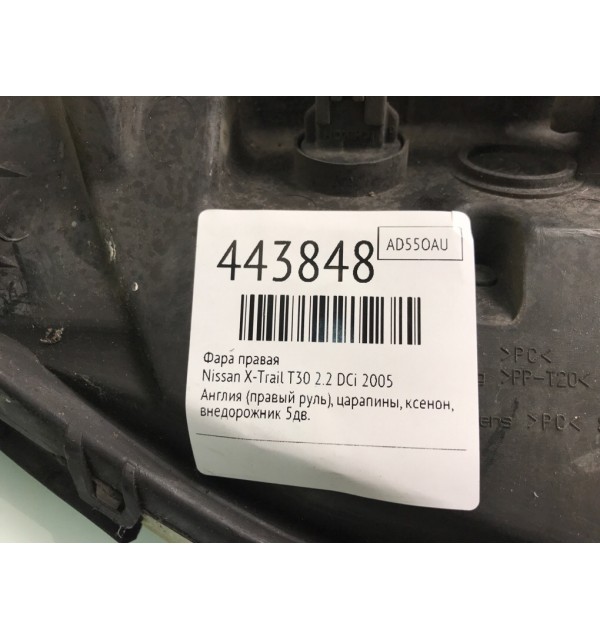 443848
AD550AU
Фара правая
Nissan X-Trail T30 2.2 DCi 2005
Англия (правый руль), царапины, ксенон,
внедорожник 5дв.
>PC<
>PP-T20<
>PC<